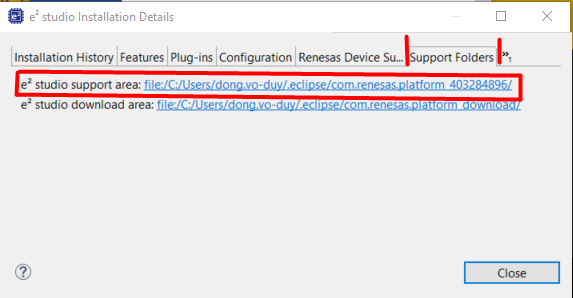 e² studio Installation Details
Installation History Features Plug-ins Configuration Renesas Device Su... Support Folders »1
e² studio support area: file:/C:/Users/dong.vo-duy/.eclipse/com.renesas.platform_403284896/
e² studio download area: file:/C:/Users/dong.vo-duy/.eclipse/com.renesas.platform_download/
?
Close